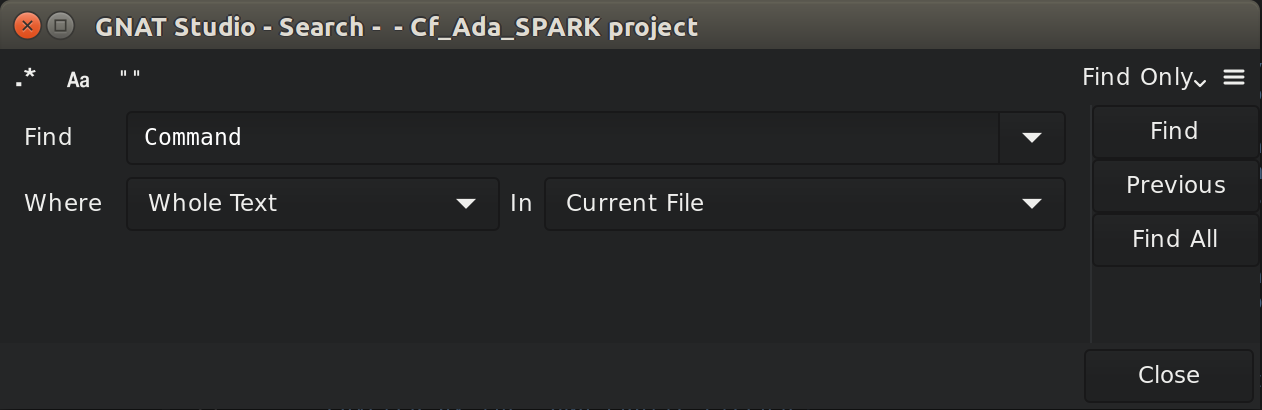 GNAT Studio - Search -  - Cf_Ada_SPARK project
.* Aa "" Find Only
Find Command Find
Previous
Where Whole Text In Current File
Find All
Close